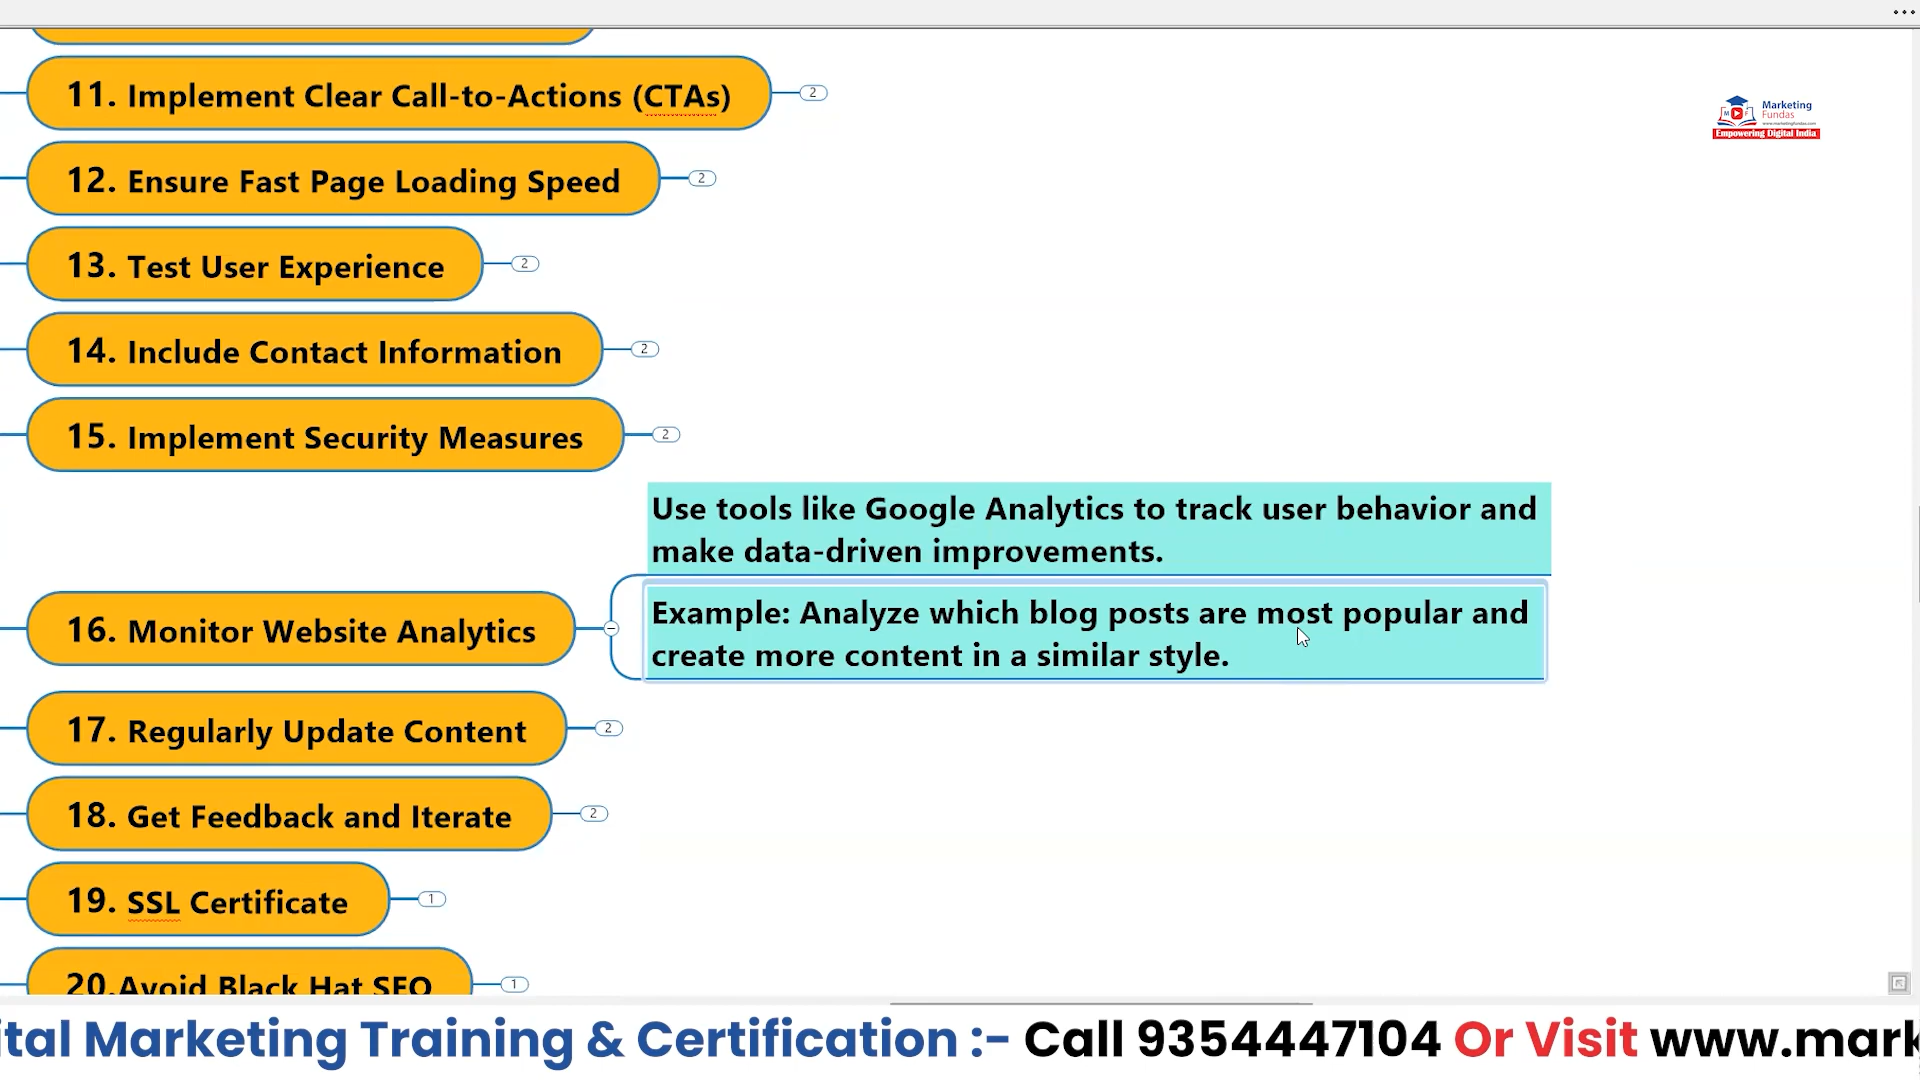 11. Implement Clear Call-to-Actions (CTAs)
2
Marketing
Fundas
www.marketingfundas.com
Empowering Digital India
12. Ensure Fast Page Loading Speed
2
13. Test User Experience
2
14. Include Contact Information
2
15. Implement Security Measures
2
Use tools like Google Analytics to track user behavior and
make data-driven improvements.
16. Monitor Website Analytics
Example: Analyze which blog posts are most popular and
create more content in a similar style.
17. Regularly Update Content
2
18. Get Feedback and Iterate
2
19. SSL Certificate
1
20.Avoid Black Hat SEO
1
ital Marketing Training & Certification :- Call 9354447104 Or Visit www.mark